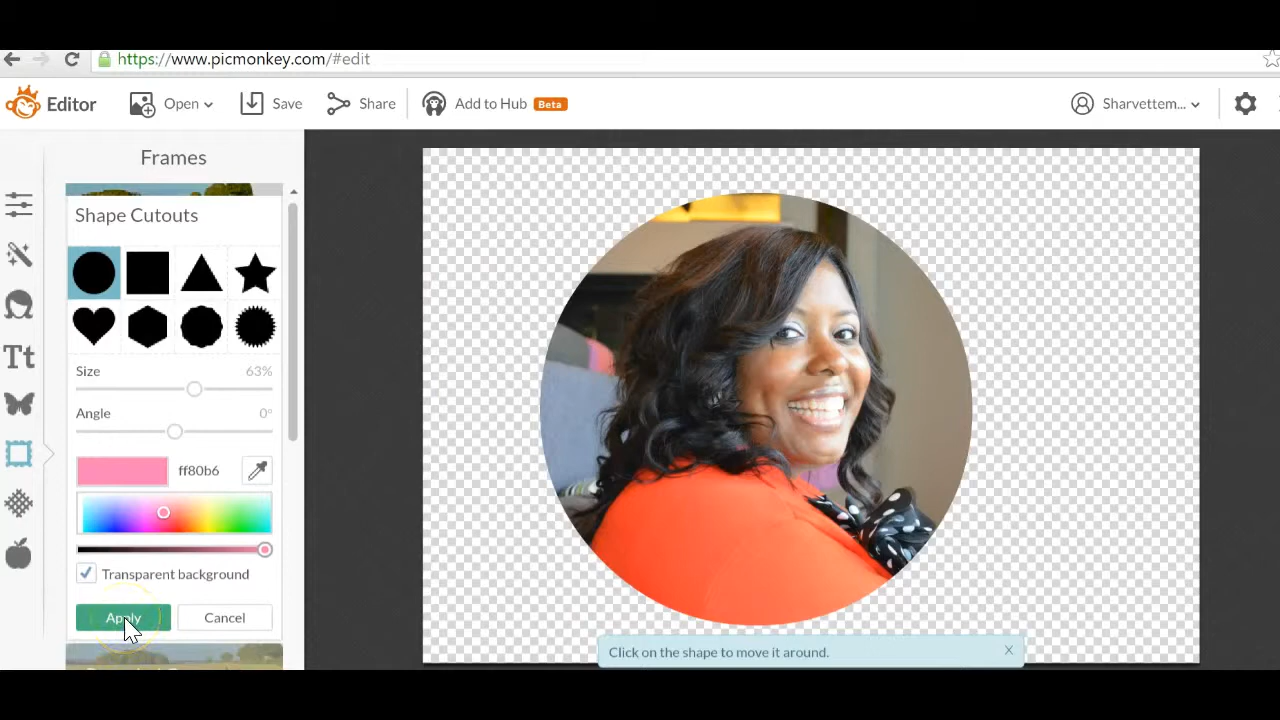 https://www.picmonkey.com/#edit
Editor
Open
Save
Share
Add to Hub Beta
Sharvettem...
Frames
Shape Cutouts
Size 63%
Angle 0°
ff80b6
Transparent background
Apply
Cancel
Click on the shape to move it around. X
Tt